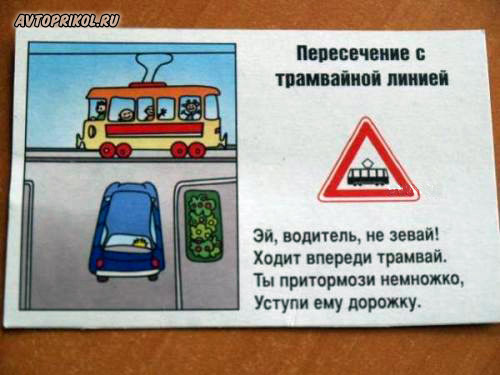 AVTOPRIKOL.RU
Пересечение с
трамвайной линией
Эй, водитель, не зевай!
Ходит впереди трамвай.
Ты притормози немножко,
Уступи ему дорожку.